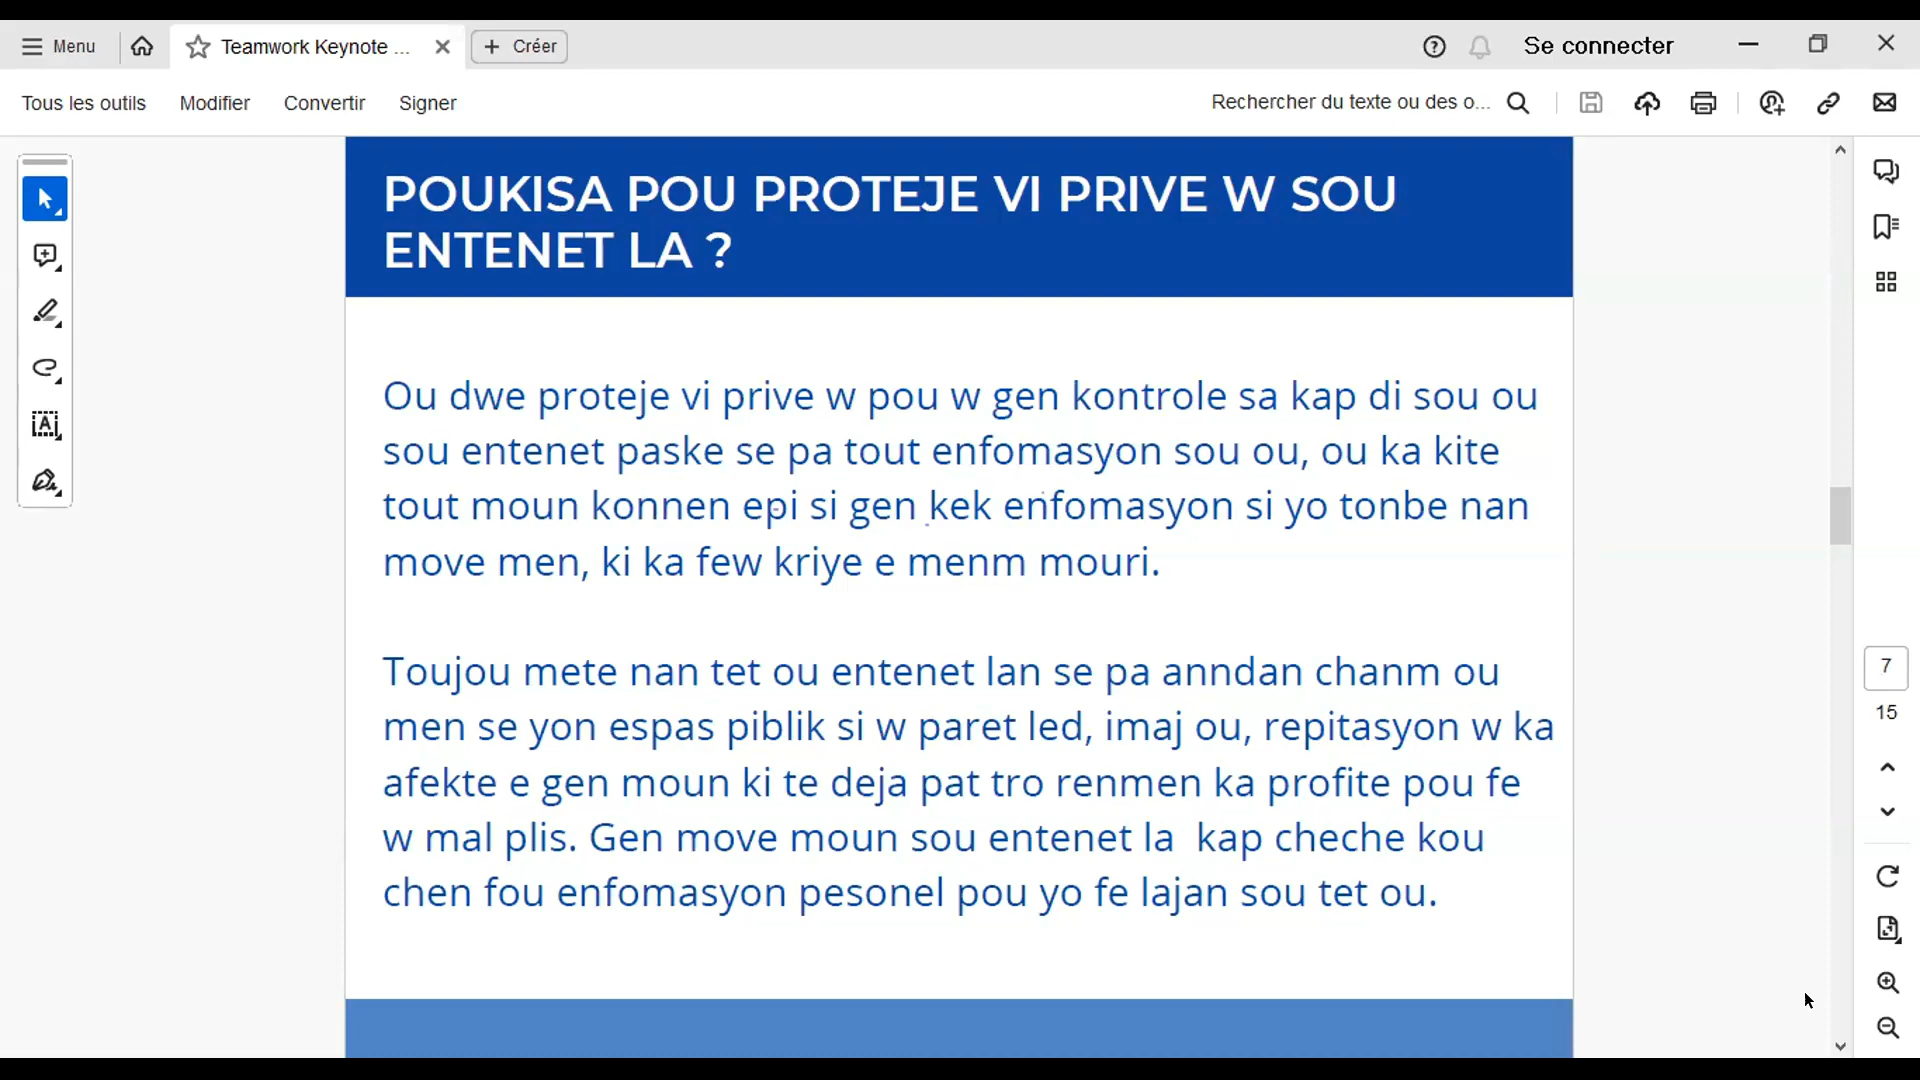 Menu
Teamwork Keynote ...
Créer
Se connecter
Tous les outils
Modifier
Convertir
Signer
Rechercher du texte ou des o...
POUKISA POU PROTEJE VI PRIVE W SOU
ENTENET LA ?
Ou dwe proteje vi prive w pou w gen kontrole sa kap di sou ou
sou entenet paske se pa tout enfomasyon sou ou, ou ka kite
tout moun konnen epi si gen kek enfomasyon si yo tonbe nan
move men, ki ka few kriye e menm mouri.
Toujou mete nan tet ou entenet lan se pa anndan chanm ou
men se yon espas piblik si w paret led, imaj ou, repitasyon w ka
afekte e gen moun ki te deja pat tro renmen ka profite pou fe
w mal plis. Gen move moun sou entenet la kap cheche kou
chen fou enfomasyon pesonel pou yo fe lajan sou tet ou.
7
15